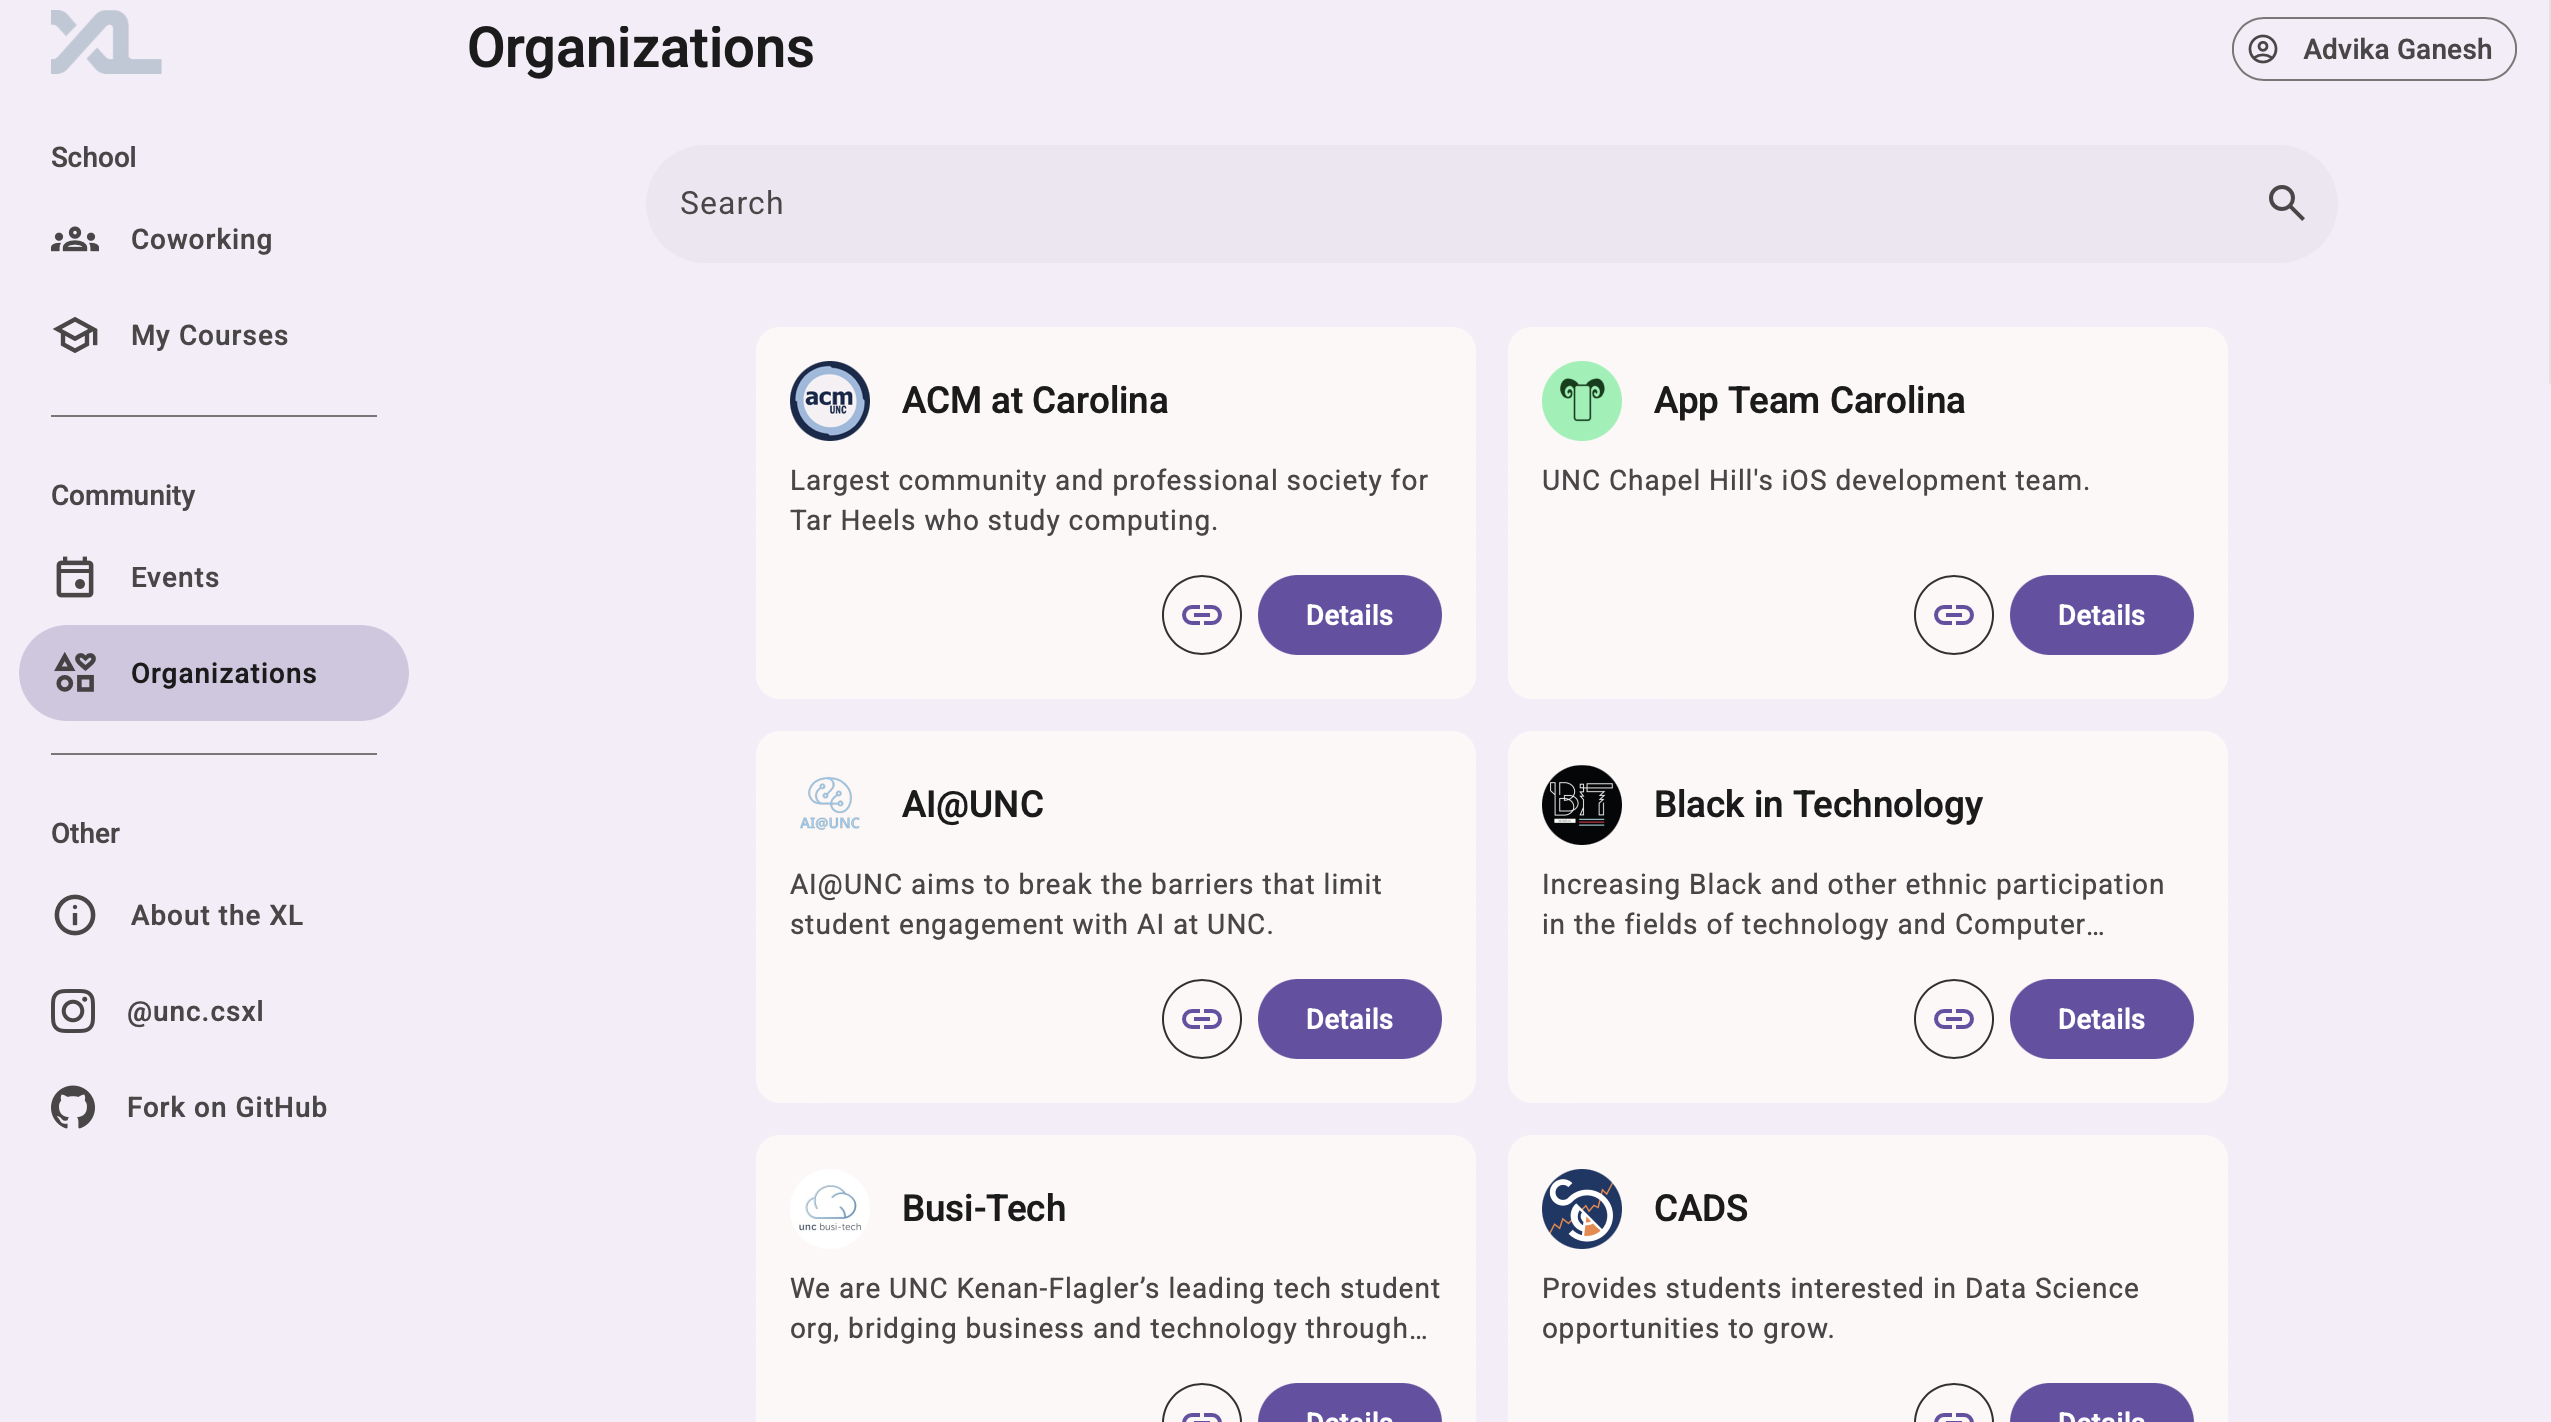 XL
Organizations
Advika Ganesh
School
Coworking
My Courses
Community
Events
Organizations
Other
About the XL
@unc.csxl
Fork on GitHub
Search
acm
UNC
ACM at Carolina
Largest community and professional society for
Tar Heels who study computing.
Details
App Team Carolina
UNC Chapel Hill's iOS development team.
Details
AI@UNC
AI@UNC
AI@UNC aims to break the barriers that limit
student engagement with AI at UNC.
Details
BIT
Black in Technology
Increasing Black and other ethnic participation
in the fields of technology and Computer…
Details
unc busi-tech
Busi-Tech
We are UNC Kenan-Flagler’s leading tech student
org, bridging business and technology through…
Details
CADS
Provides students interested in Data Science
opportunities to grow.
Details